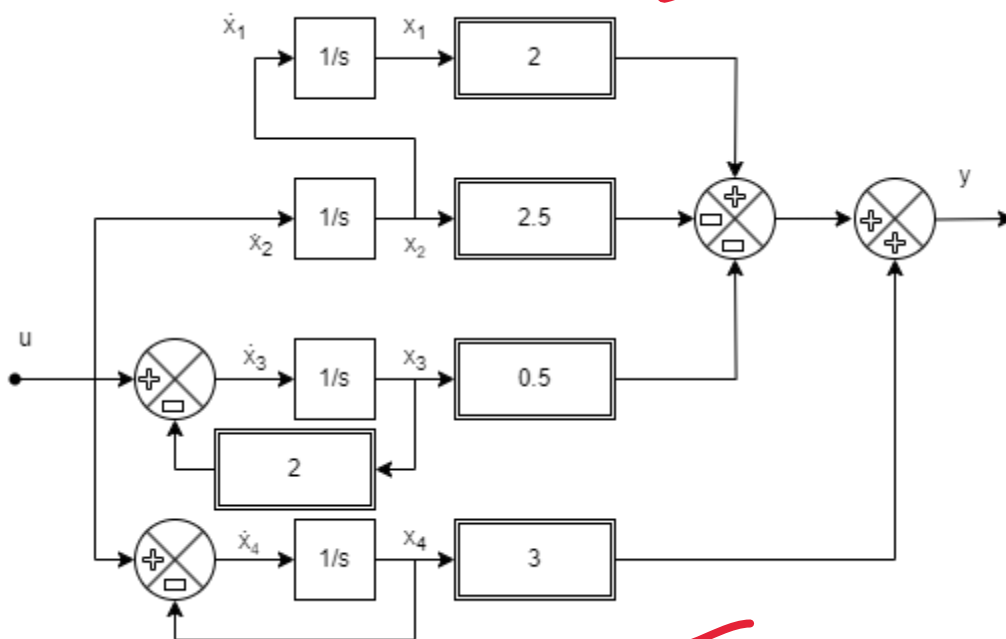 ẋ₁ 1/s x₁ 2
+
ẋ₂ 1/s x₂ 2.5 - - + + y
u
+ - ẋ₃ 1/s x₃ 0.5
2
+ - ẋ₄ 1/s x₄ 3